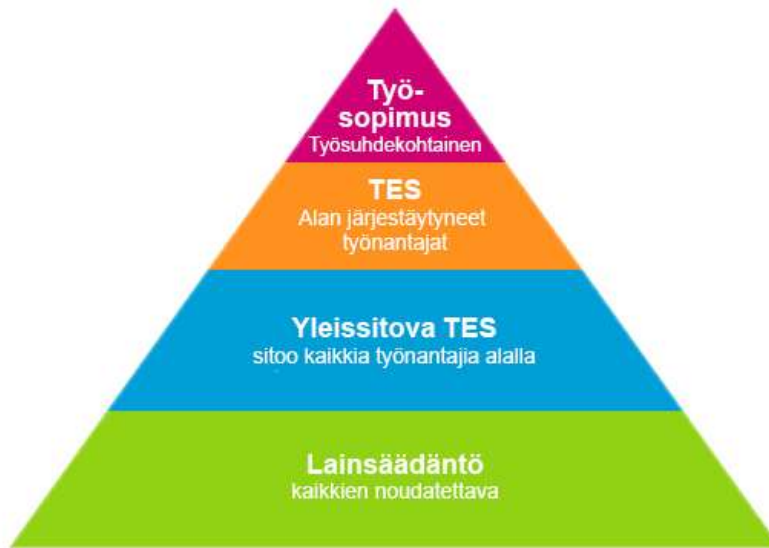 Työ-
sopimus
Työsuhdekohtainen
TES
Alan järjestäytyneet
työnantajat
Yleissitova TES
sitoo kaikkia työnantajia alalla
Lainsäädäntö
kaikkien noudatettava